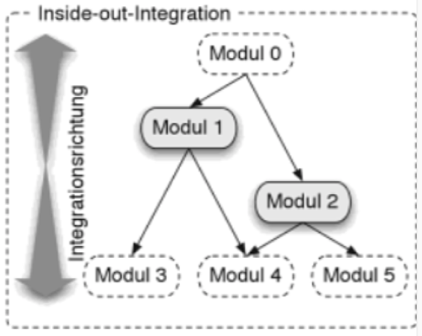 Inside-out-Integration
Modul 0
Integrationsrichtung
Modul 1
Modul 2
Modul 3
Modul 4
Modul 5